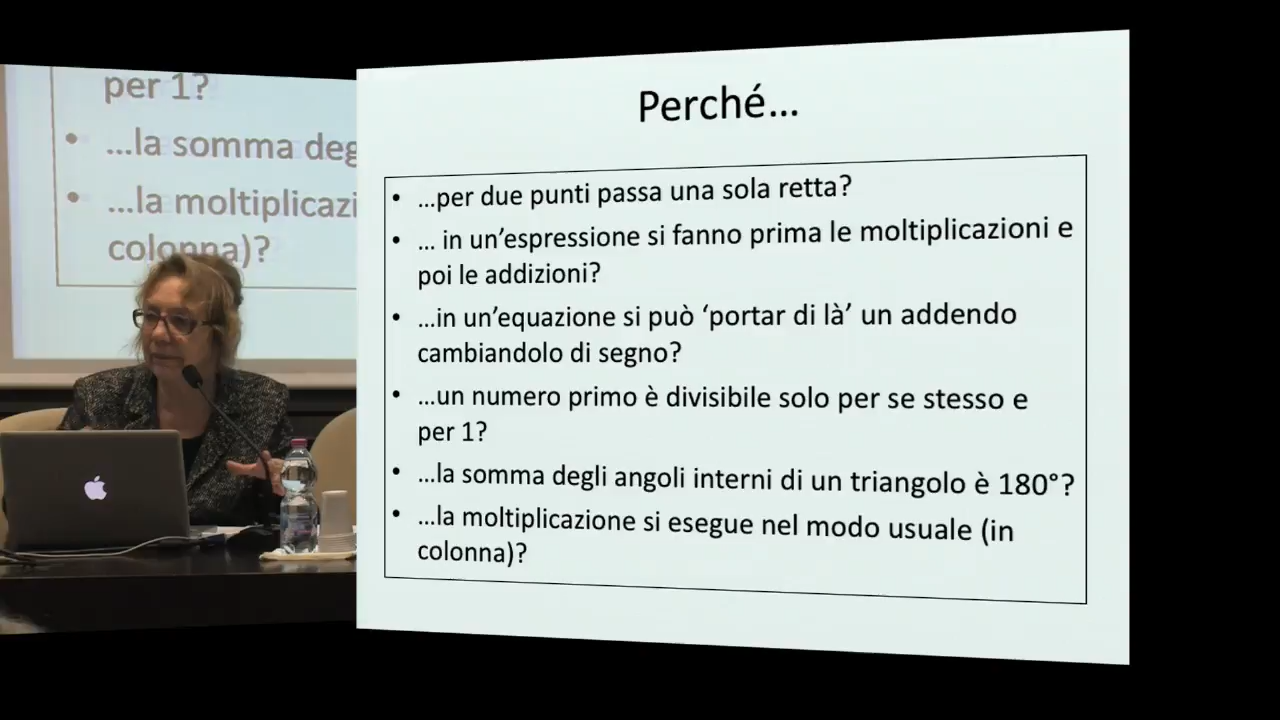 per 1?
• ...la somma deg
• ...la moltiplicazi
colonna)?
Perché...
• ...per due punti passa una sola retta?
• ... in un’espressione si fanno prima le moltiplicazioni e
poi le addizioni?
• ...in un’equazione si può ‘portar di là’ un addendo
cambiandolo di segno?
• ...un numero primo è divisibile solo per se stesso e
per 1?
• ...la somma degli angoli interni di un triangolo è 180°?
• ...la moltiplicazione si esegue nel modo usuale (in
colonna)?